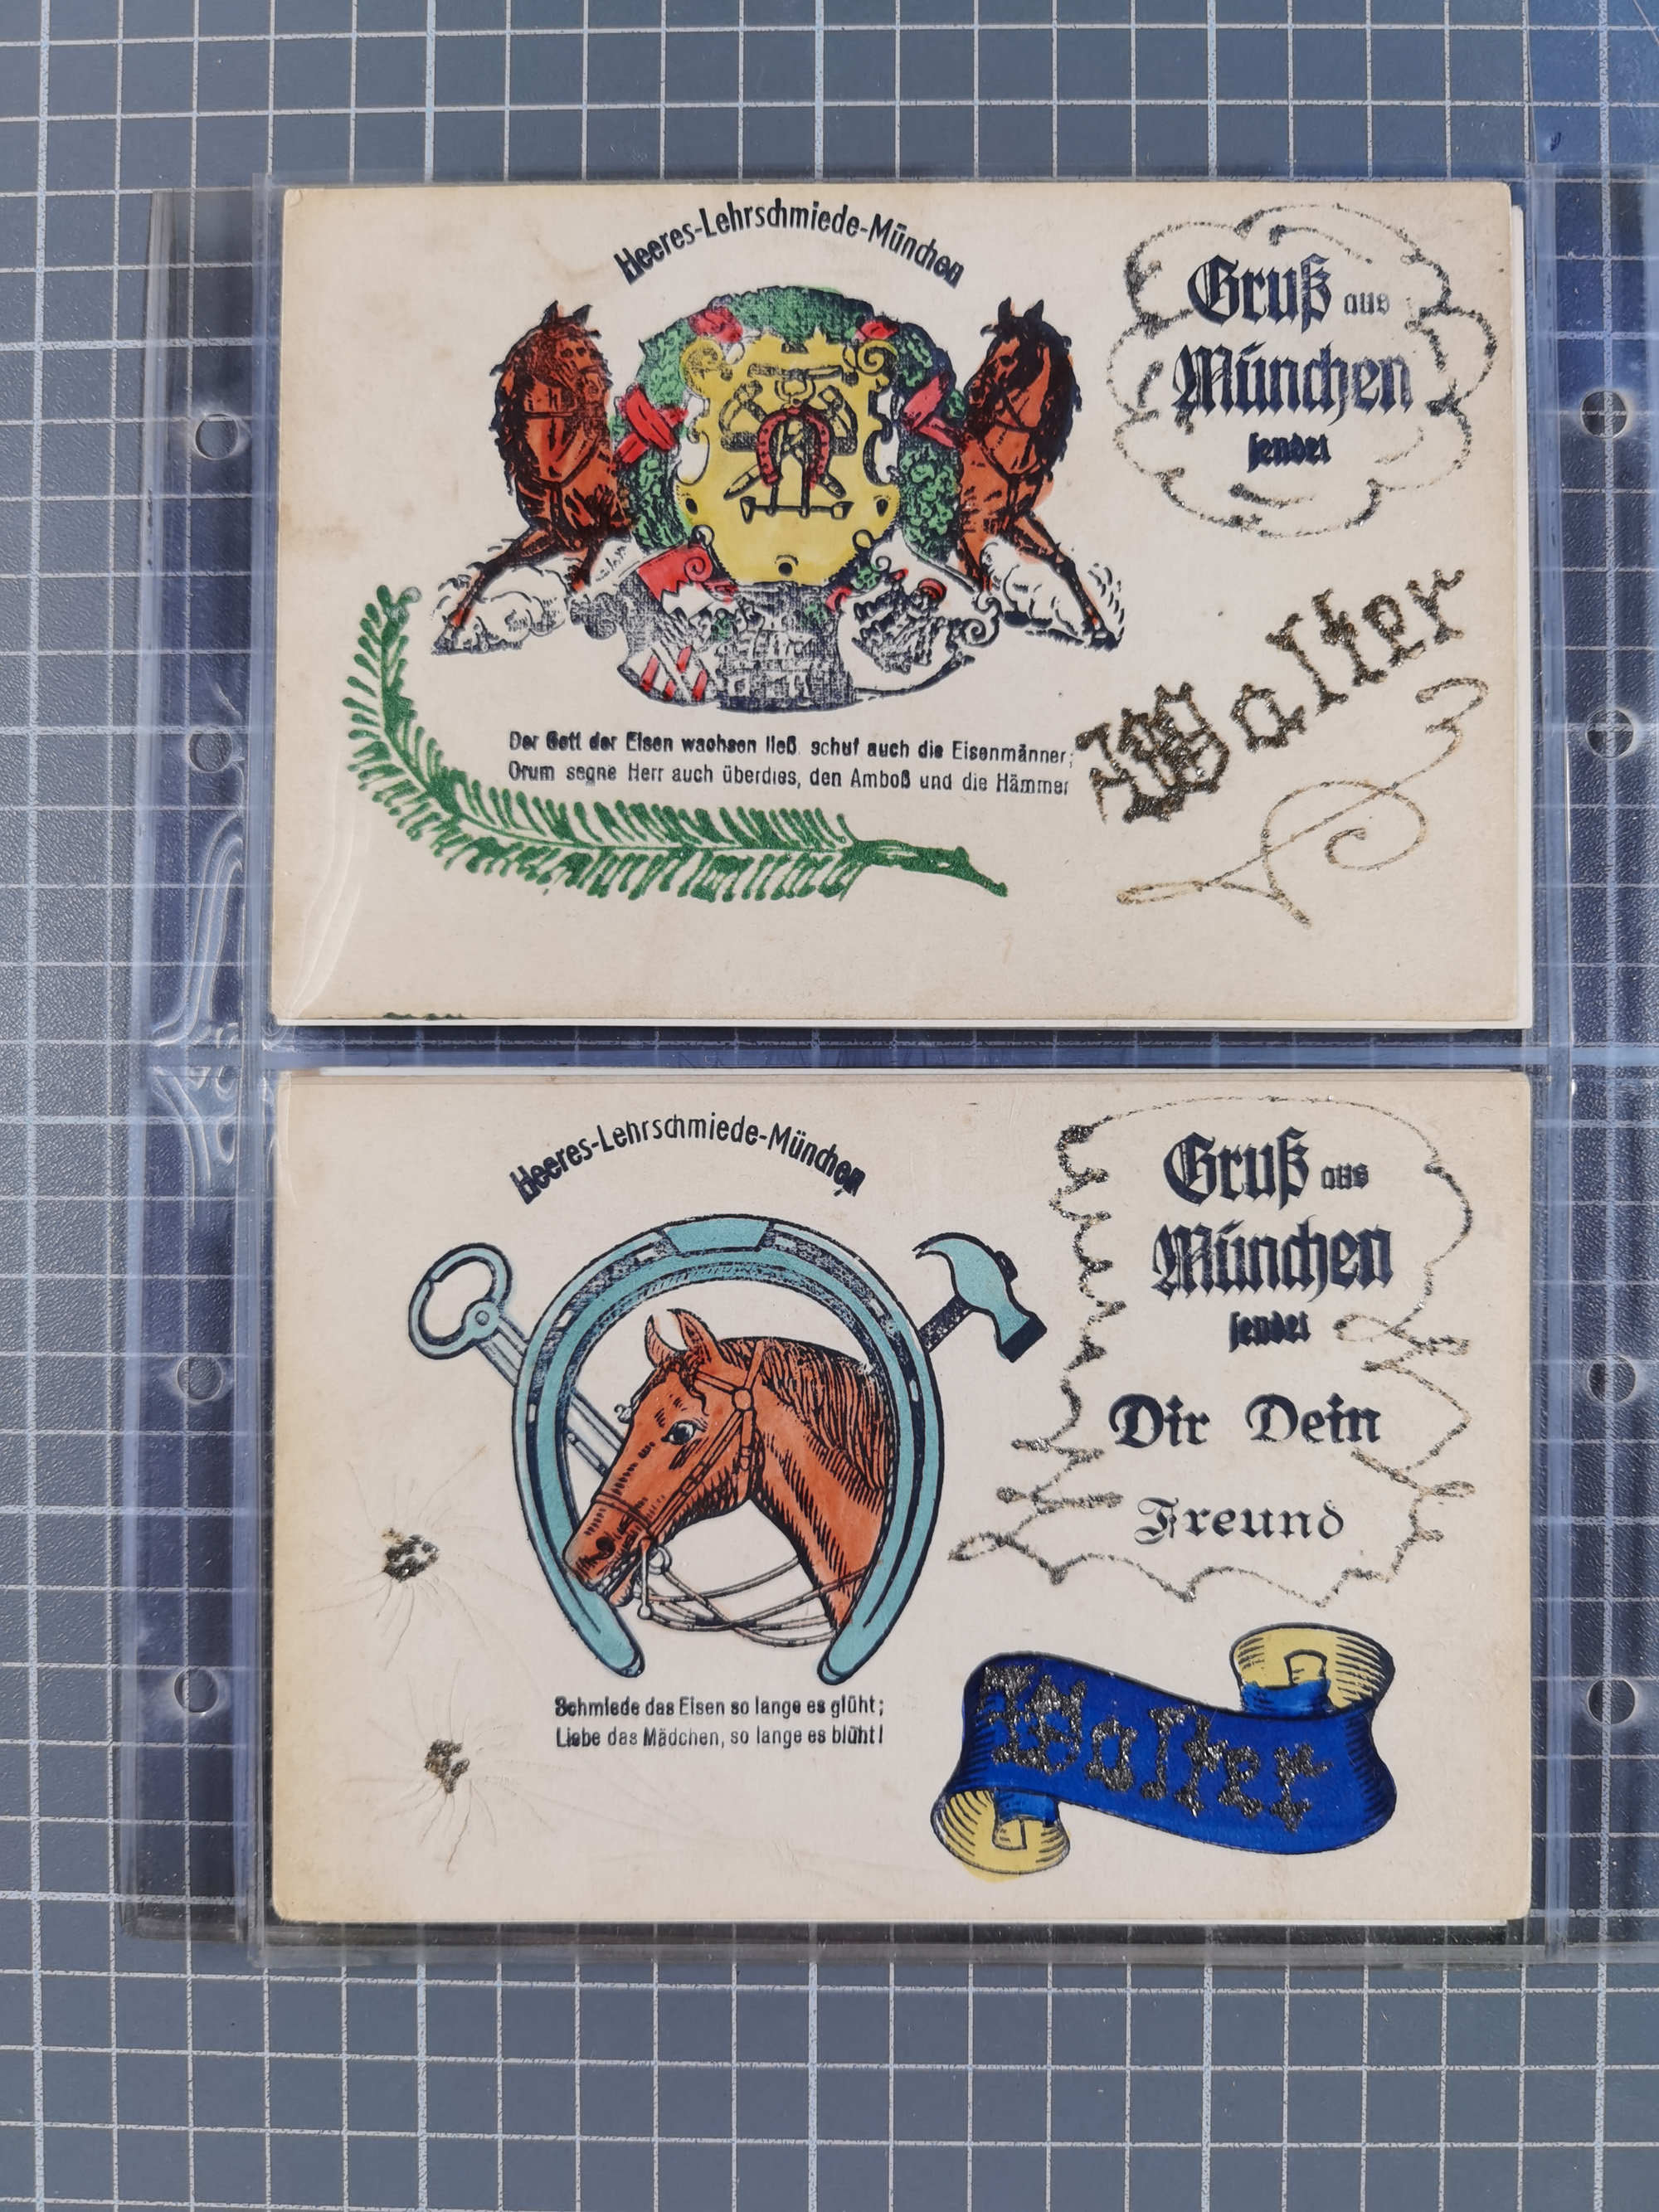 Heeres-Lehrschmiede-München
Gruß aus
München
sendet
Walter
Der Gott der Eisen wachsen ließ, schuf auch die Eisenmänner;
Drum segne Herr auch überdies, den Amboß und die Hämmer
Heeres-Lehrschmiede-München
Gruß aus
München
sendet
Dir Dein
Freund
Walter
Schmiede das Eisen so lange es glüht;
Liebe das Mädchen, so lange es blüht!